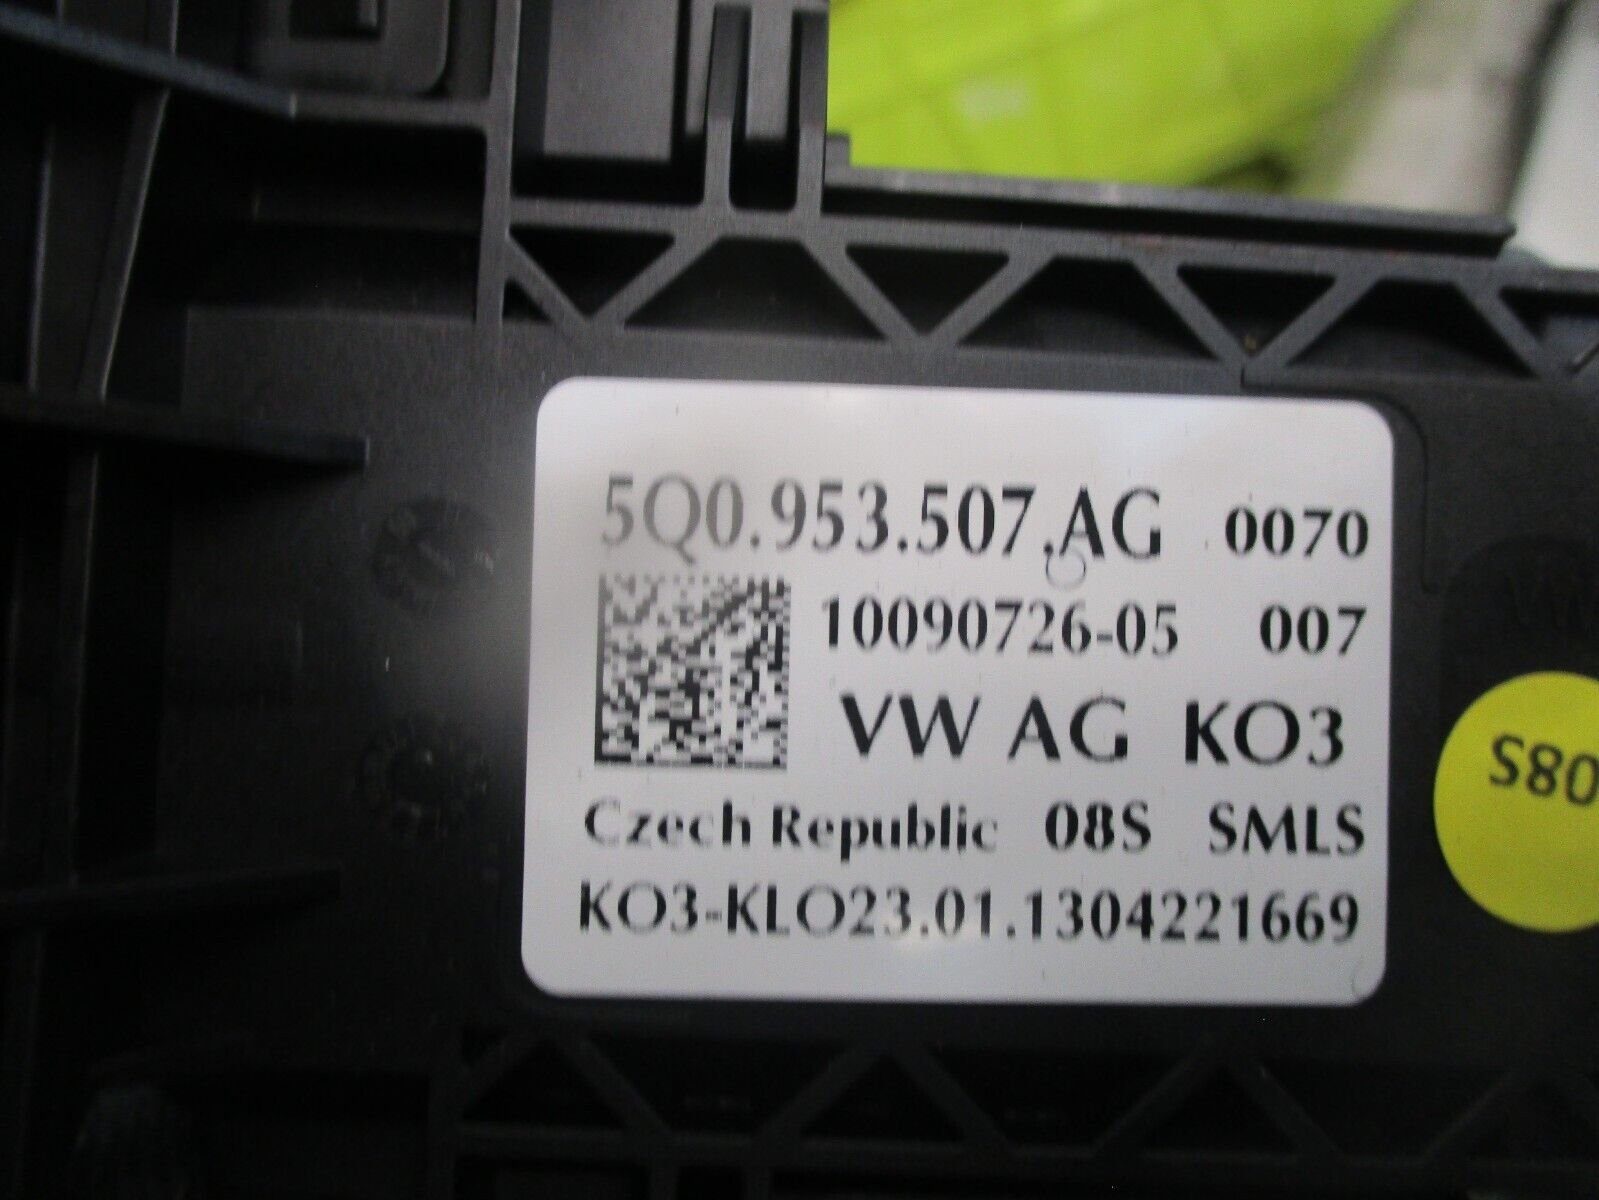 5Q0.953.507.AG 0070
10090726-05 007
VW AG KO3
Czech Republic 08S SMLS
KO3-KLO23.01.1304221669
08S